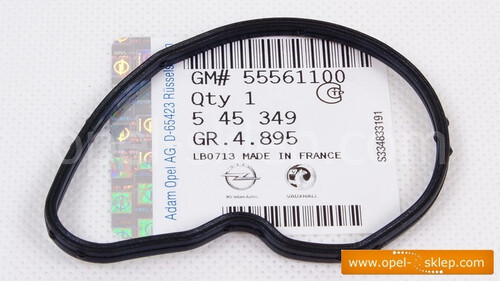 GM# 55561100
Qty 1
5 45 349
GR.4.895
LB0713 MADE IN FRANCE
VAUXHALL
Adam Opel AG, D-65423 Rüsselsheim
S334833191
www.opel-sklep.com